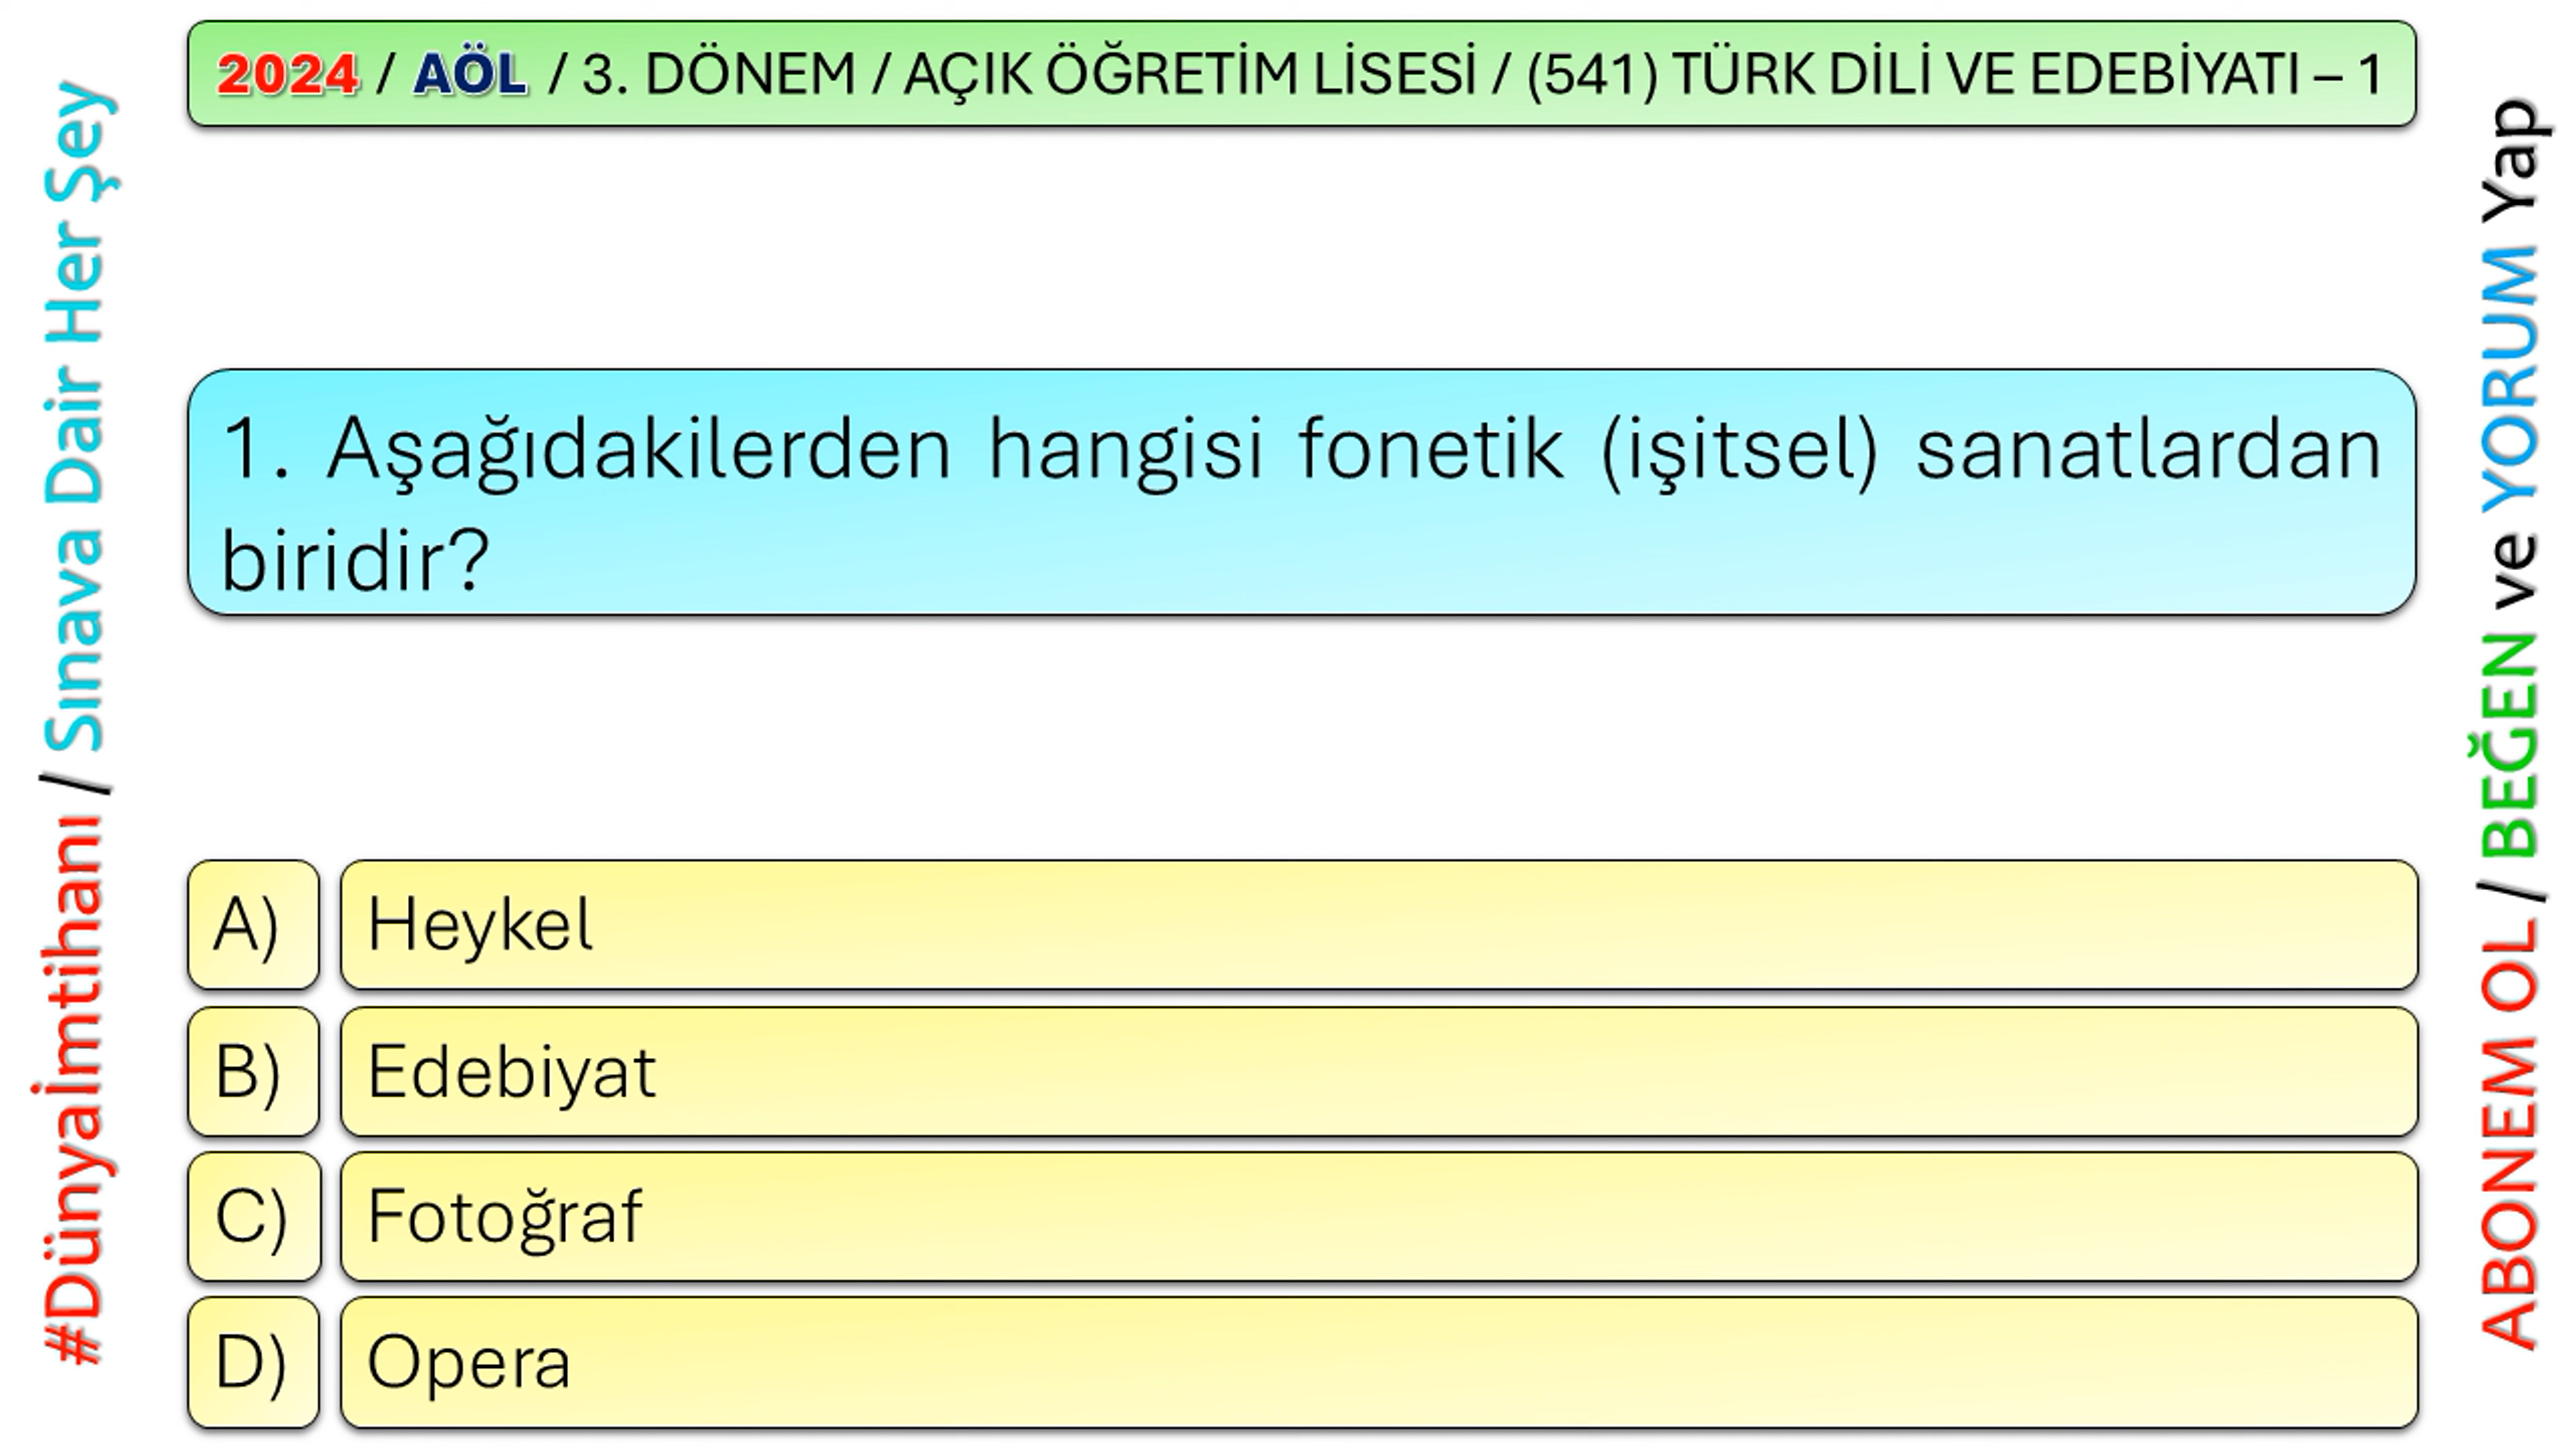 2024 / AÖL / 3. DÖNEM / AÇIK ÖĞRETİM LİSESİ / (541) TÜRK DİLİ VE EDEBİYATI – 1
#Dünyaİmtihanı / Sınava Dair Her Şey
1. Aşağıdakilerden hangisi fonetik (işitsel) sanatlardan
biridir?
A) Heykel
B) Edebiyat
C) Fotoğraf
D) Opera
ABONEM OL / BEĞEN ve YORUM Yap